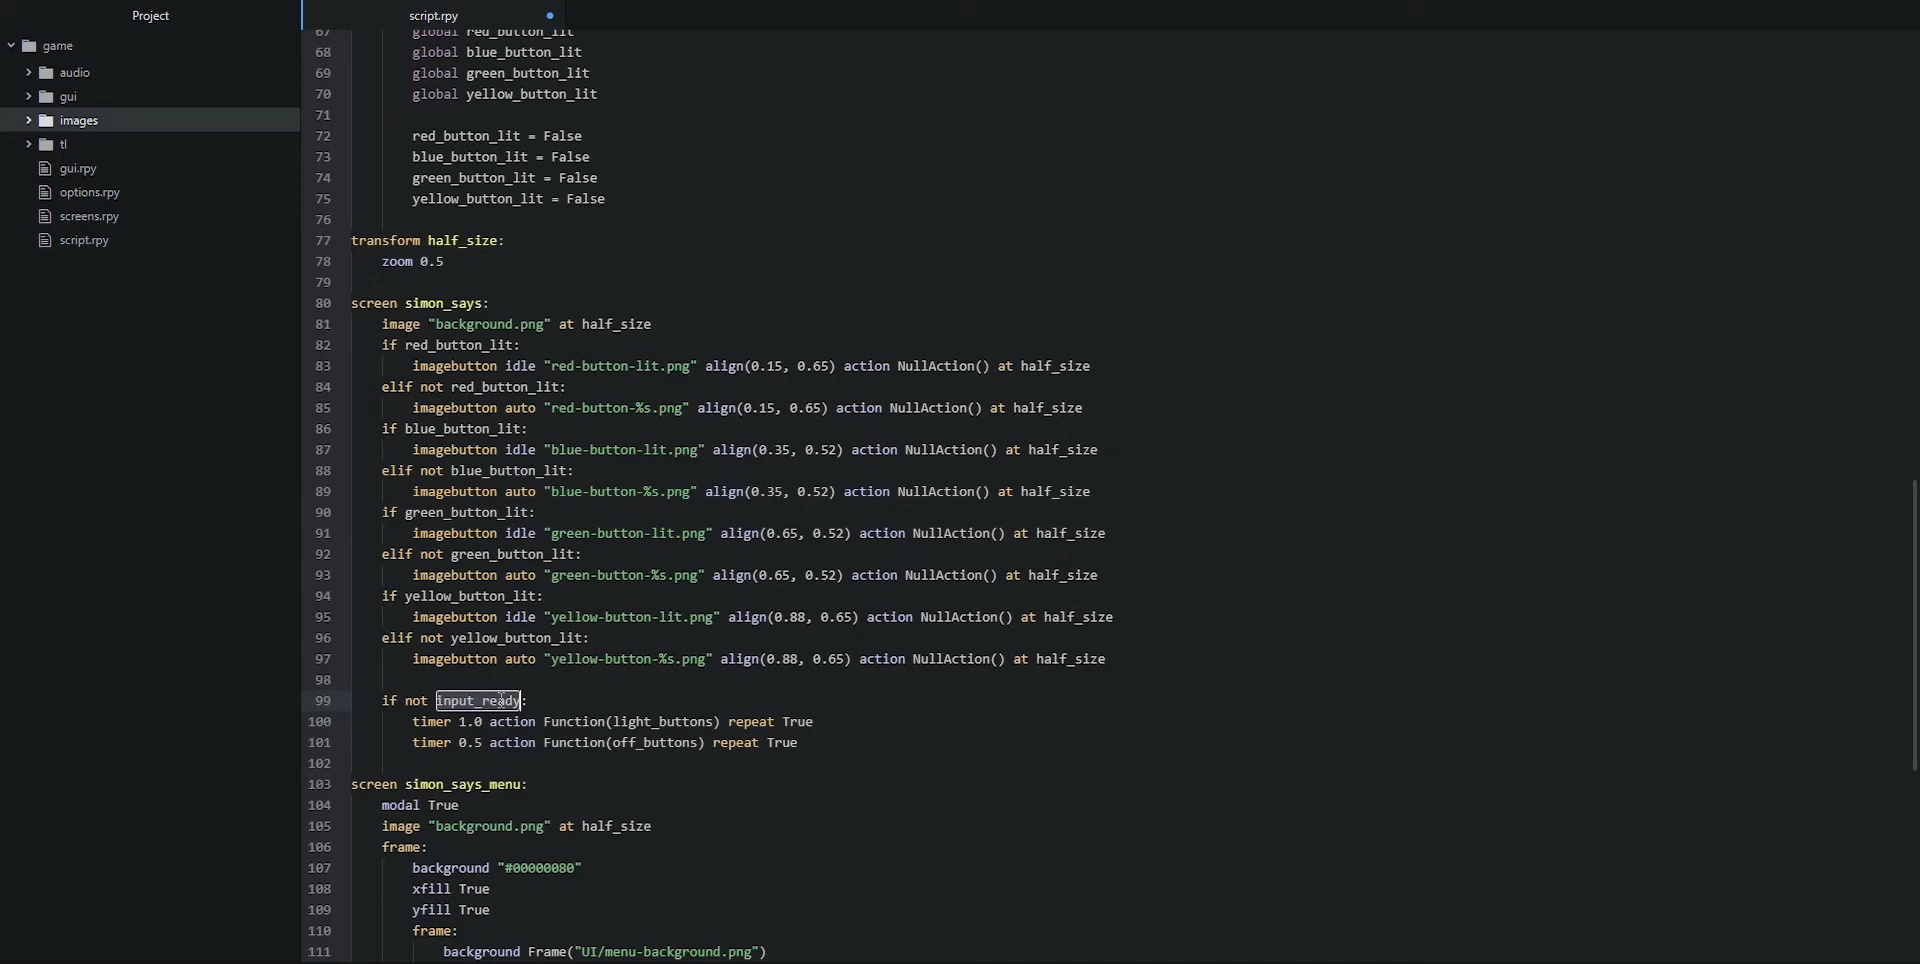 Project
script.rpy
game
audio
gui
images
tl
gui.rpy
options.rpy
screens.rpy
script.rpy
67 global red_button_lit
68 global blue_button_lit
69 global green_button_lit
70 global yellow_button_lit
71
72 red_button_lit = False
73 blue_button_lit = False
74 green_button_lit = False
75 yellow_button_lit = False
76
77 transform half_size:
78 zoom 0.5
79
80 screen simon_says:
81 image "background.png" at half_size
82 if red_button_lit:
83 imagebutton idle "red-button-lit.png" align(0.15, 0.65) action NullAction() at half_size
84 elif not red_button_lit:
85 imagebutton auto "red-button-%s.png" align(0.15, 0.65) action NullAction() at half_size
86 if blue_button_lit:
87 imagebutton idle "blue-button-lit.png" align(0.35, 0.52) action NullAction() at half_size
88 elif not blue_button_lit:
89 imagebutton auto "blue-button-%s.png" align(0.35, 0.52) action NullAction() at half_size
90 if green_button_lit:
91 imagebutton idle "green-button-lit.png" align(0.65, 0.52) action NullAction() at half_size
92 elif not green_button_lit:
93 imagebutton auto "green-button-%s.png" align(0.65, 0.52) action NullAction() at half_size
94 if yellow_button_lit:
95 imagebutton idle "yellow-button-lit.png" align(0.88, 0.65) action NullAction() at half_size
96 elif not yellow_button_lit:
97 imagebutton auto "yellow-button-%s.png" align(0.88, 0.65) action NullAction() at half_size
98
99 if not input_ready:
100 timer 1.0 action Function(light_buttons) repeat True
101 timer 0.5 action Function(off_buttons) repeat True
102
103 screen simon_says_menu:
104 modal True
105 image "background.png" at half_size
106 frame:
107 background "#00000080"
108 xfill True
109 yfill True
110 frame:
111 background Frame("UI/menu-background.png")